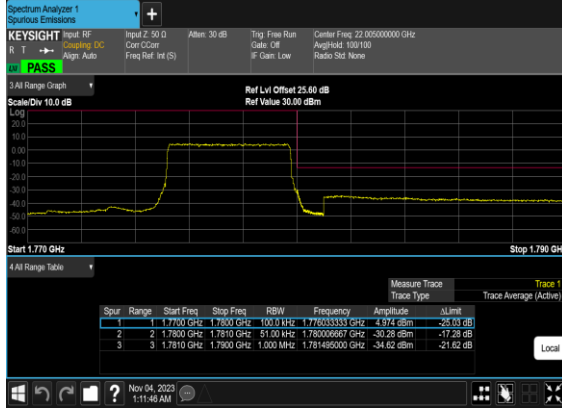 Spectrum Analyzer 1
Spurious Emissions
+
KEYSIGHT Input: RF Input Z: 50 Ω Atten: 30 dB Trig: Free Run Center Freq: 22.005000000 GHz
R T Coupling: DC Corr CCorr Gate: Off Avg|Hold: 100/100
Align: Auto Freq Ref: Int (S) IF Gain: Low Radio Std: None
PASS
3 All Range Graph Ref Lvl Offset 25.60 dB
Scale/Div 10.0 dB Ref Value 30.00 dBm
Log
20.0
10.0
0.00
-10.0
-20.0
-30.0
-40.0
-50.0
-60.0
Start 1.770 GHz Stop 1.790 GH
4 All Range Table
Measure Trace Trace 1
Trace Type Trace Average (Active)
Spur Range Start Freq Stop Freq RBW Frequency Amplitude ΔLimit
1 1 1.7700 GHz 1.7800 GHz 100.0 kHz 1.776033333 GHz 4.974 dBm -25.03 dB
2 2 1.7800 GHz 1.7810 GHz 51.00 kHz 1.780006667 GHz -30.28 dBm -17.28 dB
3 3 1.7810 GHz 1.7900 GHz 1.000 MHz 1.781495000 GHz -34.62 dBm -21.62 dB
Local
? Nov 04, 2023
1:11:46 AM